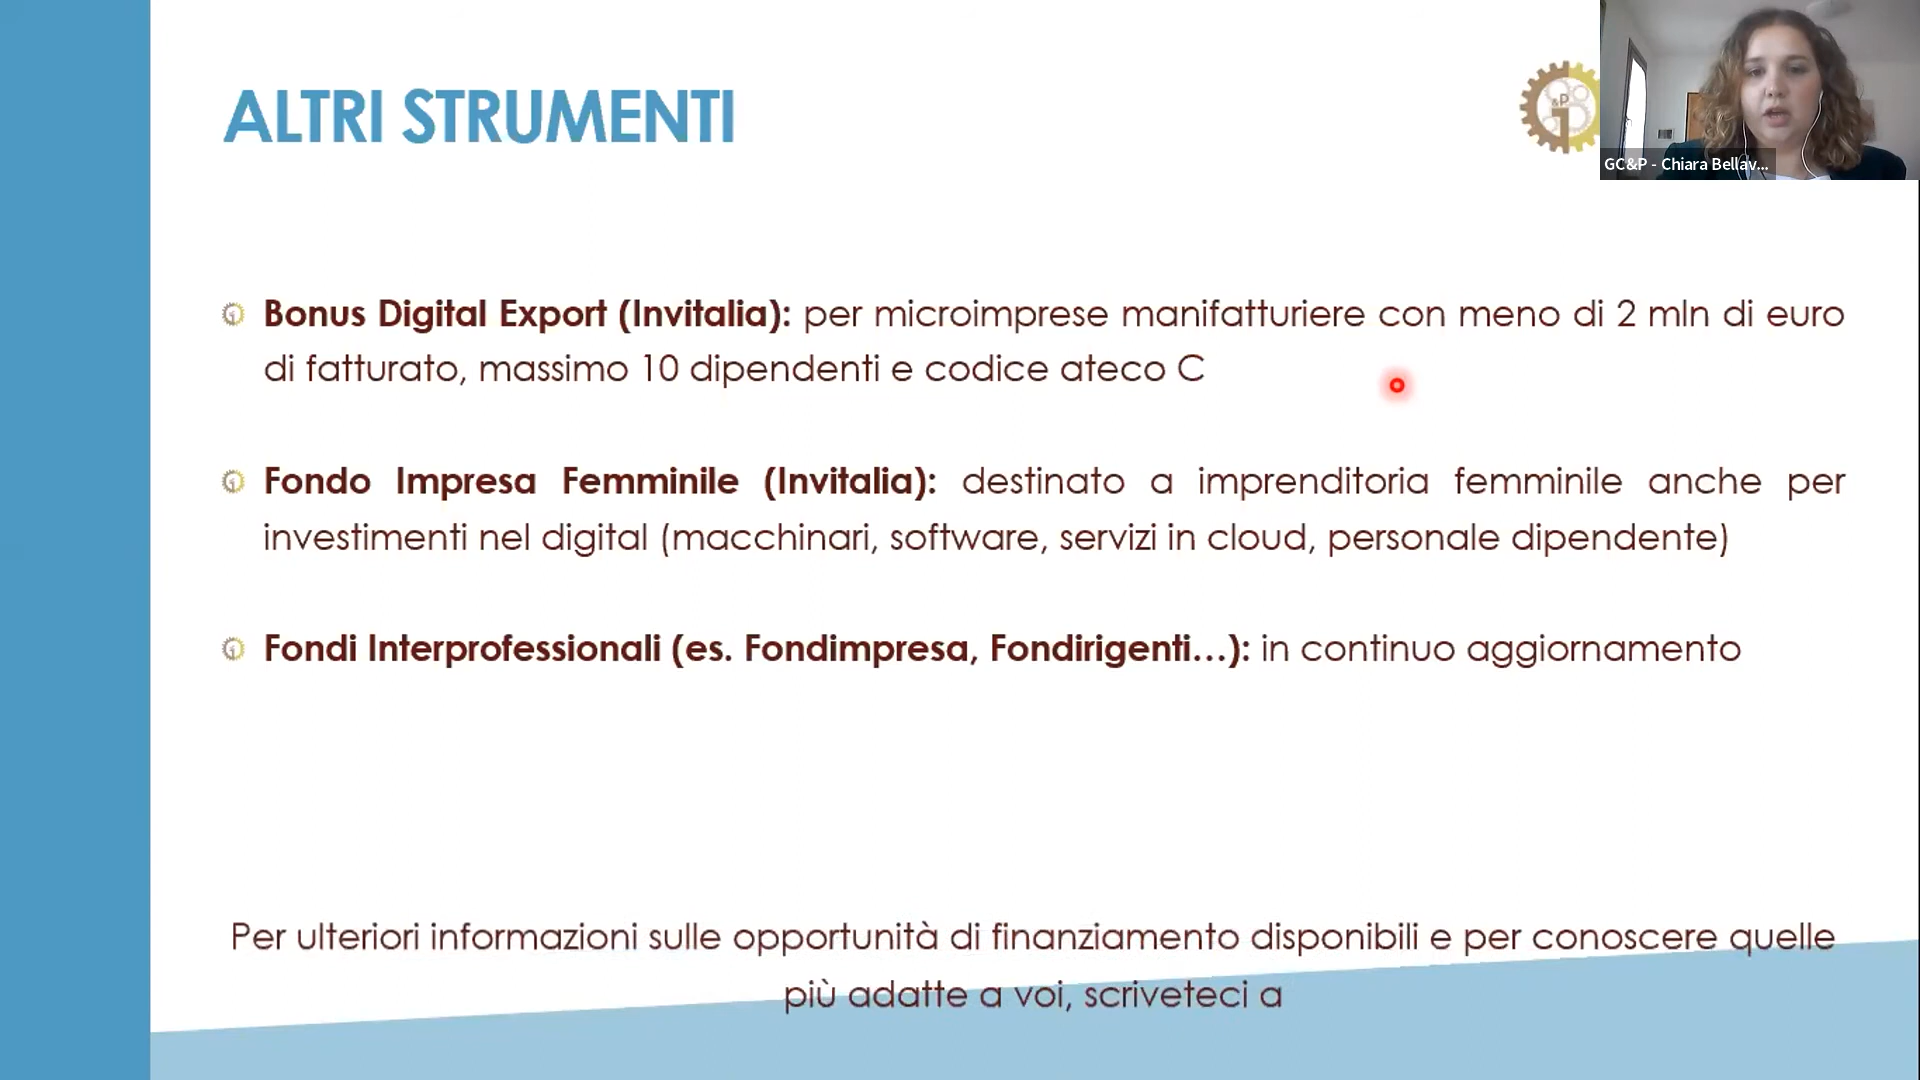 ALTRI STRUMENTI
&P
GC&P - Chiara Bellav...
Bonus Digital Export (Invitalia): per microimprese manifatturiere con meno di 2 mln di euro
di fatturato, massimo 10 dipendenti e codice ateco C
Fondo Impresa Femminile (Invitalia): destinato a imprenditoria femminile anche per
investimenti nel digital (macchinari, software, servizi in cloud, personale dipendente)
Fondi Interprofessionali (es. Fondimpresa, Fondirigenti...): in continuo aggiornamento
Per ulteriori informazioni sulle opportunità di finanziamento disponibili e per conoscere quelle
più adatte a voi, scriveteci a